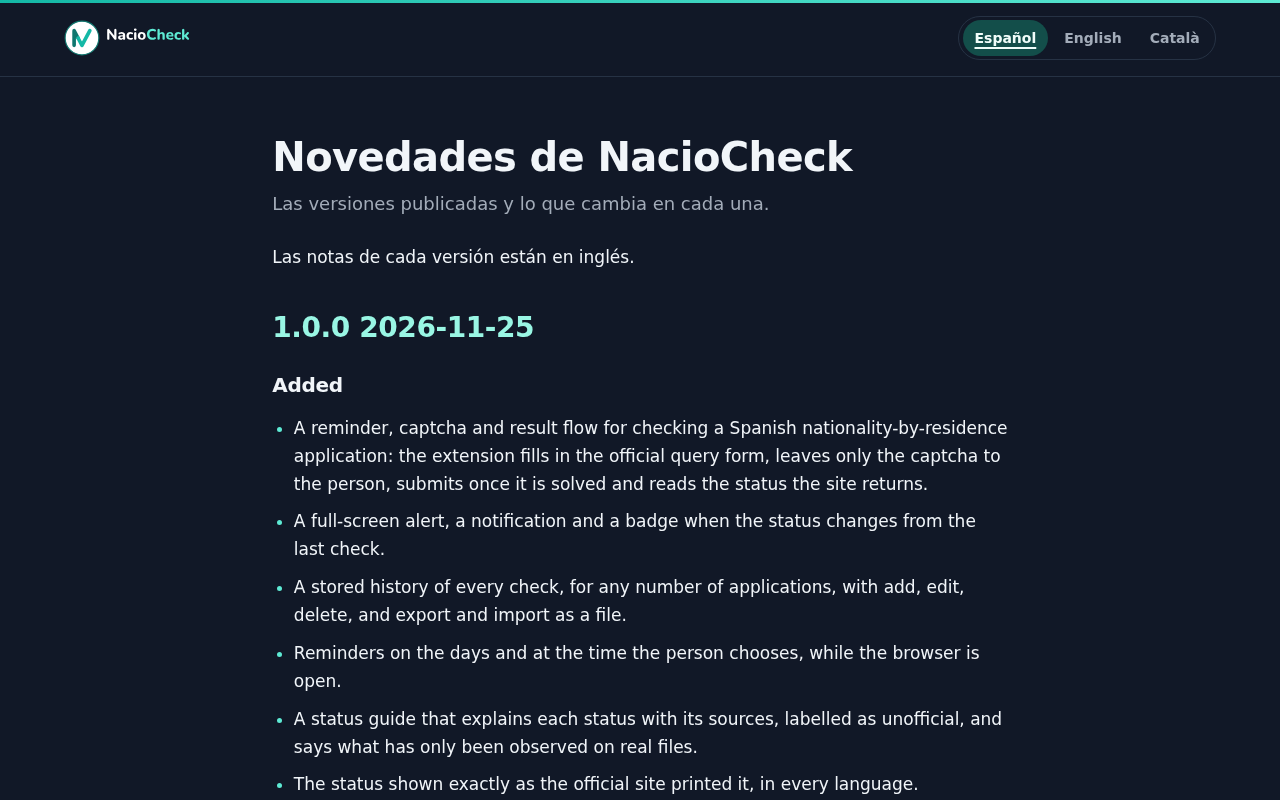 NacioCheck
Español English Català
Novedades de NacioCheck
Las versiones publicadas y lo que cambia en cada una.
Las notas de cada versión están en inglés.
1.0.0 2026-11-25
Added
• A reminder, captcha and result flow for checking a Spanish nationality-by-residence
application: the extension fills in the official query form, leaves only the captcha to
the person, submits once it is solved and reads the status the site returns.
• A full-screen alert, a notification and a badge when the status changes from the
last check.
• A stored history of every check, for any number of applications, with add, edit,
delete, and export and import as a file.
• Reminders on the days and at the time the person chooses, while the browser is
open.
• A status guide that explains each status with its sources, labelled as unofficial, and
says what has only been observed on real files.
• The status shown exactly as the official site printed it, in every language.